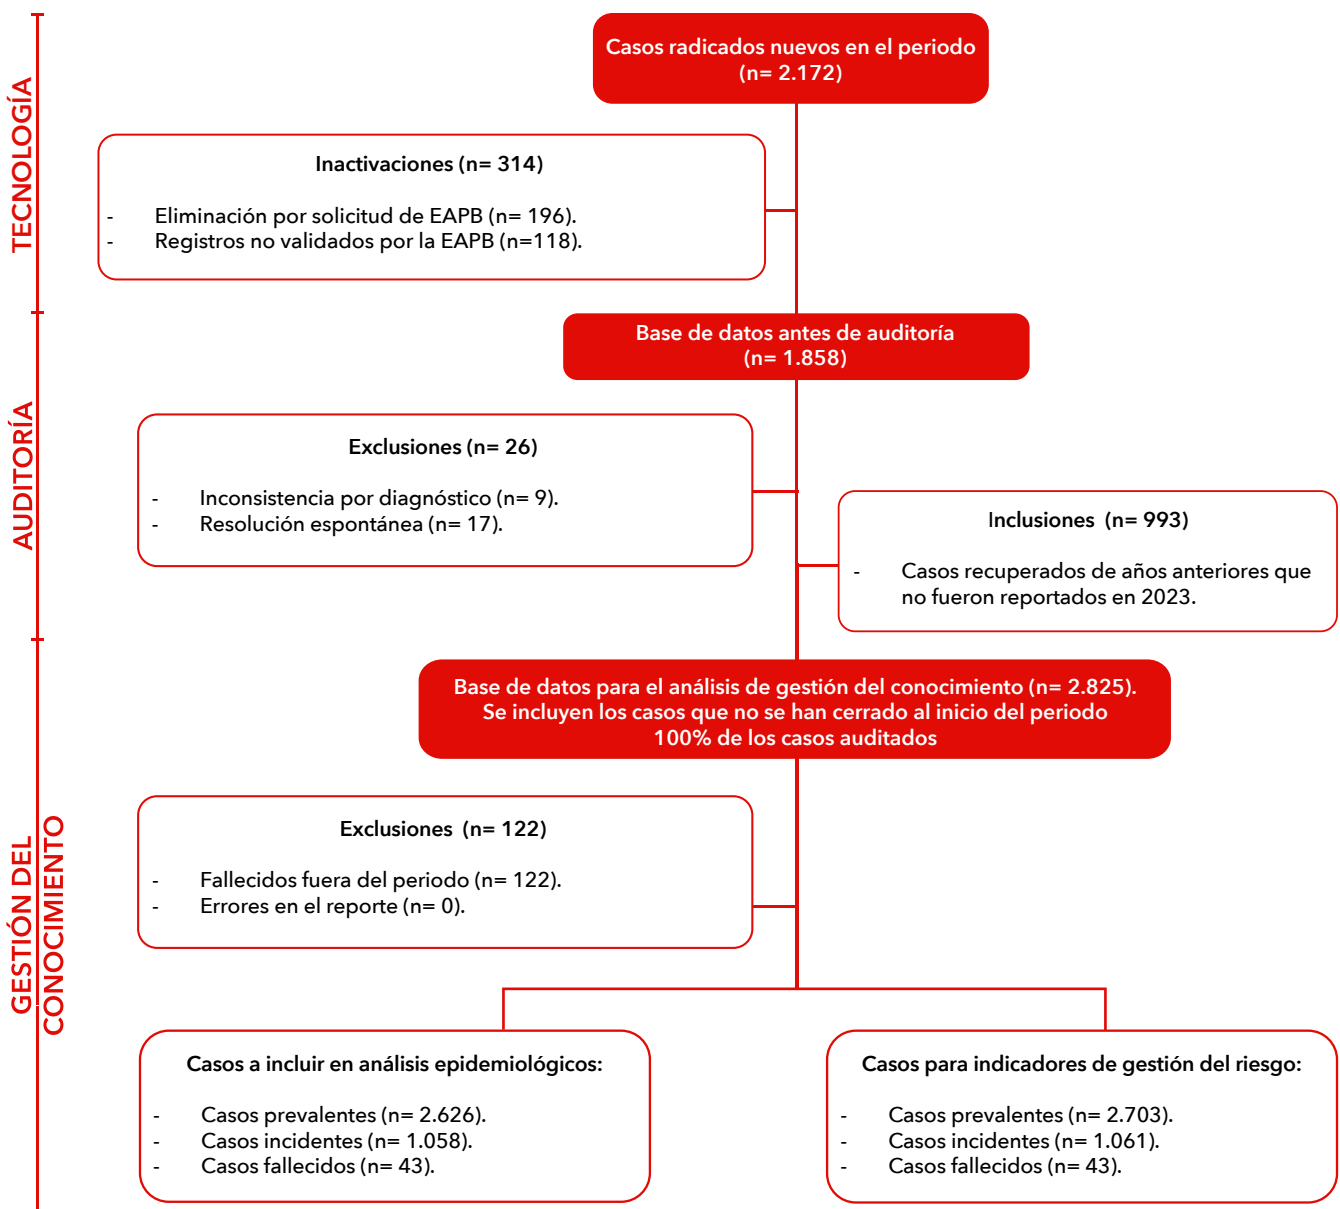 TECNOLOGÍA
Casos radicados nuevos en el periodo
(n= 2.172)
Inactivaciones (n= 314)
- Eliminación por solicitud de EAPB (n= 196).
- Registros no validados por la EAPB (n=118).
AUDITORÍA
Base de datos antes de auditoría
(n= 1.858)
Exclusiones (n= 26)
- Inconsistencia por diagnóstico (n= 9).
- Resolución espontánea (n= 17).
Inclusiones (n= 993)
- Casos recuperados de años anteriores que
no fueron reportados en 2023.
GESTIÓN DEL
CONOCIMIENTO
Base de datos para el análisis de gestión del conocimiento (n= 2.825).
Se incluyen los casos que no se han cerrado al inicio del periodo
100% de los casos auditados
Exclusiones (n= 122)
- Fallecidos fuera del periodo (n= 122).
- Errores en el reporte (n= 0).
Casos a incluir en análisis epidemiológicos:
- Casos prevalentes (n= 2.626).
- Casos incidentes (n= 1.058).
- Casos fallecidos (n= 43).
Casos para indicadores de gestión del riesgo:
- Casos prevalentes (n= 2.703).
- Casos incidentes (n= 1.061).
- Casos fallecidos (n= 43).